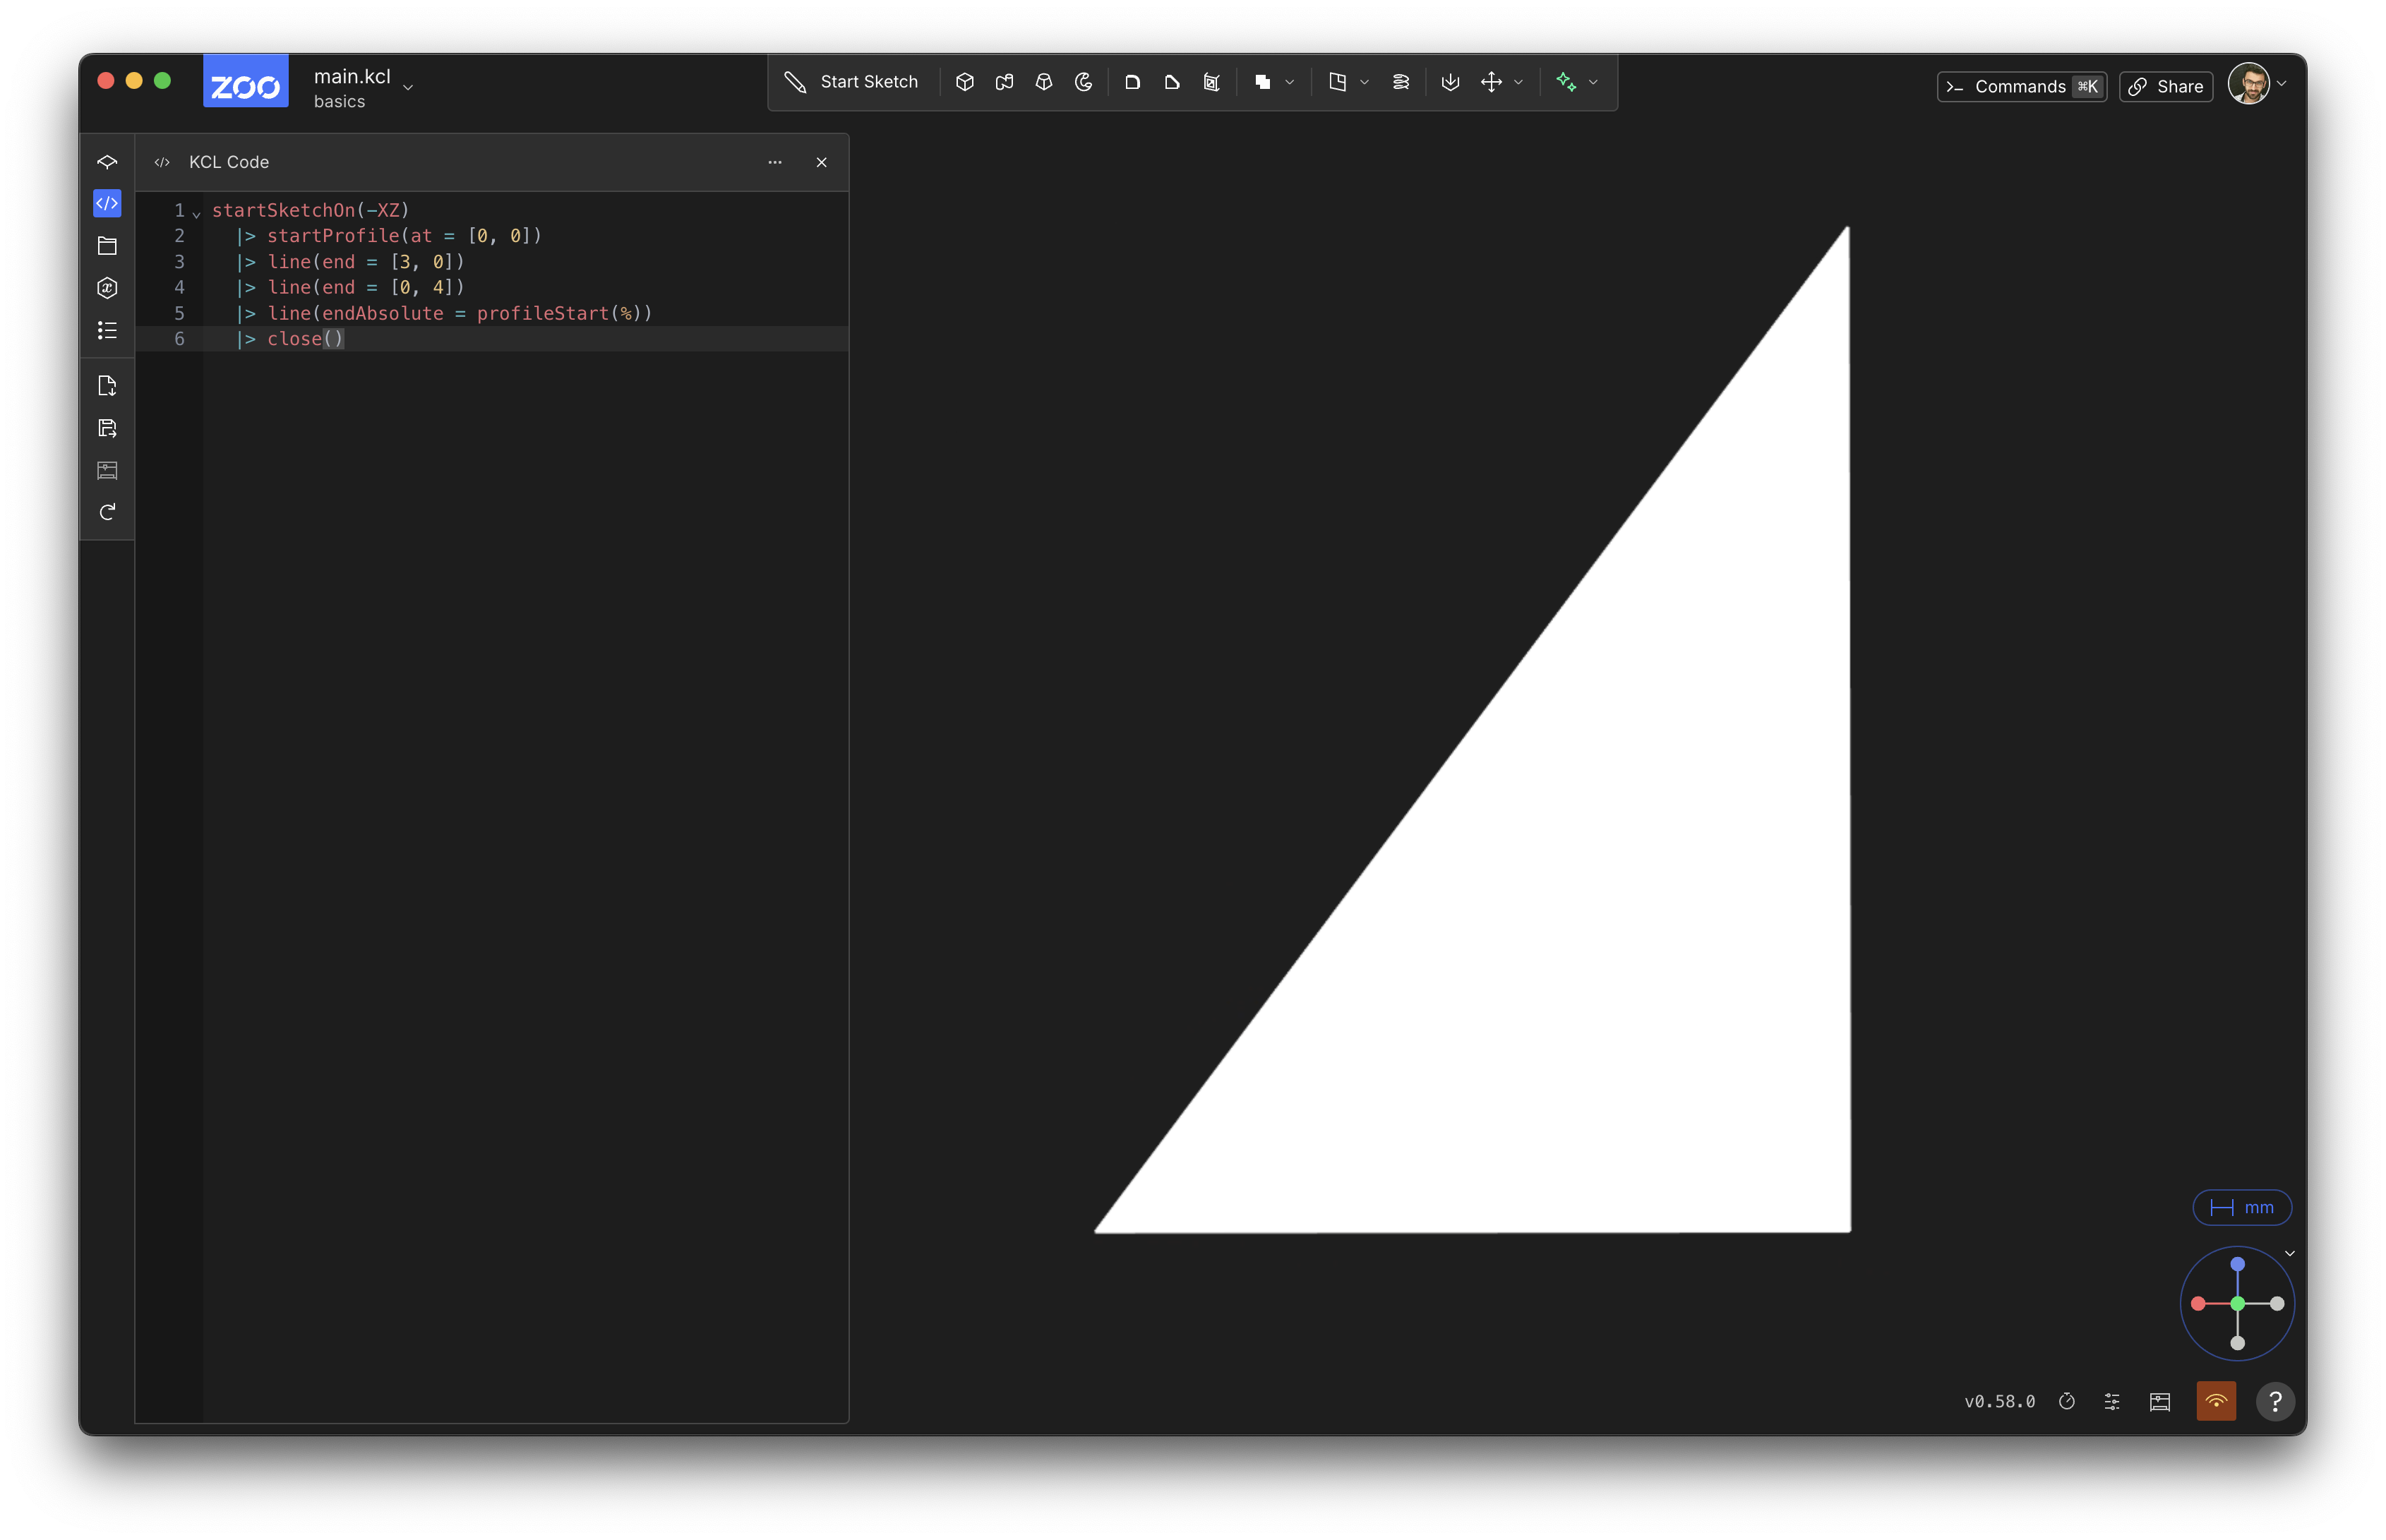 ZOO
main.kcl
basics
Start Sketch
Commands ⌘K
Share
KCL Code
1 startSketchOn(-XZ)
2   |> startProfile(at = [0, 0])
3   |> line(end = [3, 0])
4   |> line(end = [0, 4])
5   |> line(endAbsolute = profileStart(%))
6   |> close()
mm
v0.58.0
?